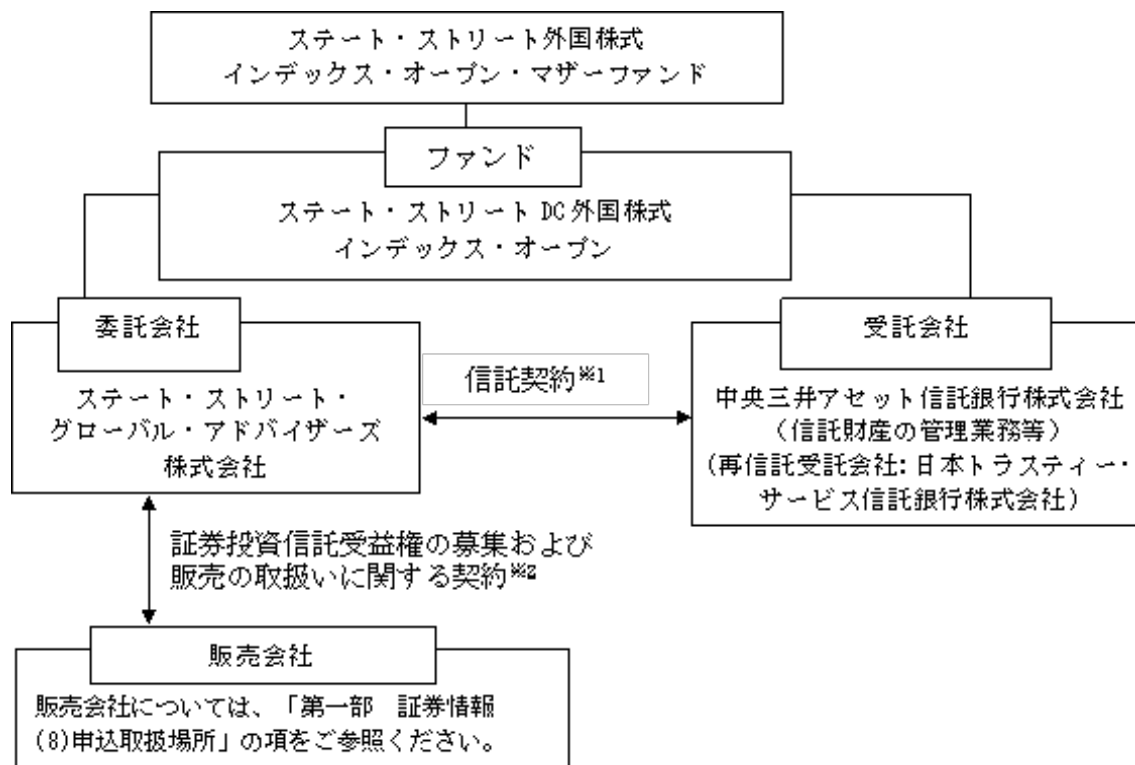 ステート・ストリート外国株式
インデックス・オープン・マザーファンド
ファンド
ステート・ストリート DC 外国株式
インデックス・オープン
委託会社
ステート・ストリート・
グローバル・アドバイザーズ
株式会社
信託契約※1
受託会社
中央三井アセット信託銀行株式会社
（信託財産の管理業務等）
(再信託受託会社:日本トラスティー・
サービス信託銀行株式会社）
証券投資信託受益権の募集および
販売の取扱いに関する契約※2
販売会社
販売会社については、「第一部　証券情報
(8)申込取扱場所」の項をご参照ください。